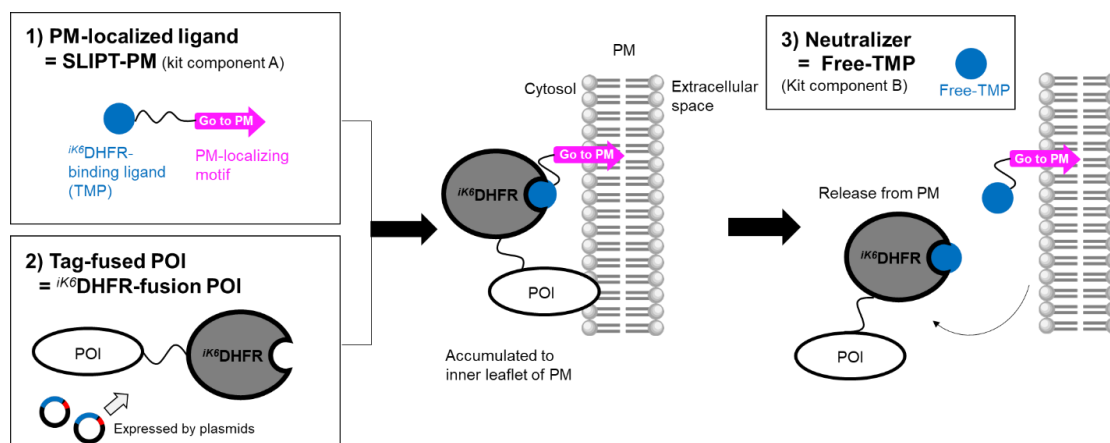 1) PM-localized ligand
= SLIPT-PM (kit component A)
Go to PM
iK6DHFR-
binding ligand
(TMP)
PM-localizing
motif
2) Tag-fused POI
= iK6DHFR-fusion POI
POI
iK6DHFR
Expressed by plasmids
PM
Cytosol
Extracellular
space
Go to PM
iK6DHFR
POI
Accumulated to
inner leaflet of PM
3) Neutralizer
= Free-TMP
(Kit component B)
Free-TMP
Go to PM
Release from PM
iK6DHFR
POI